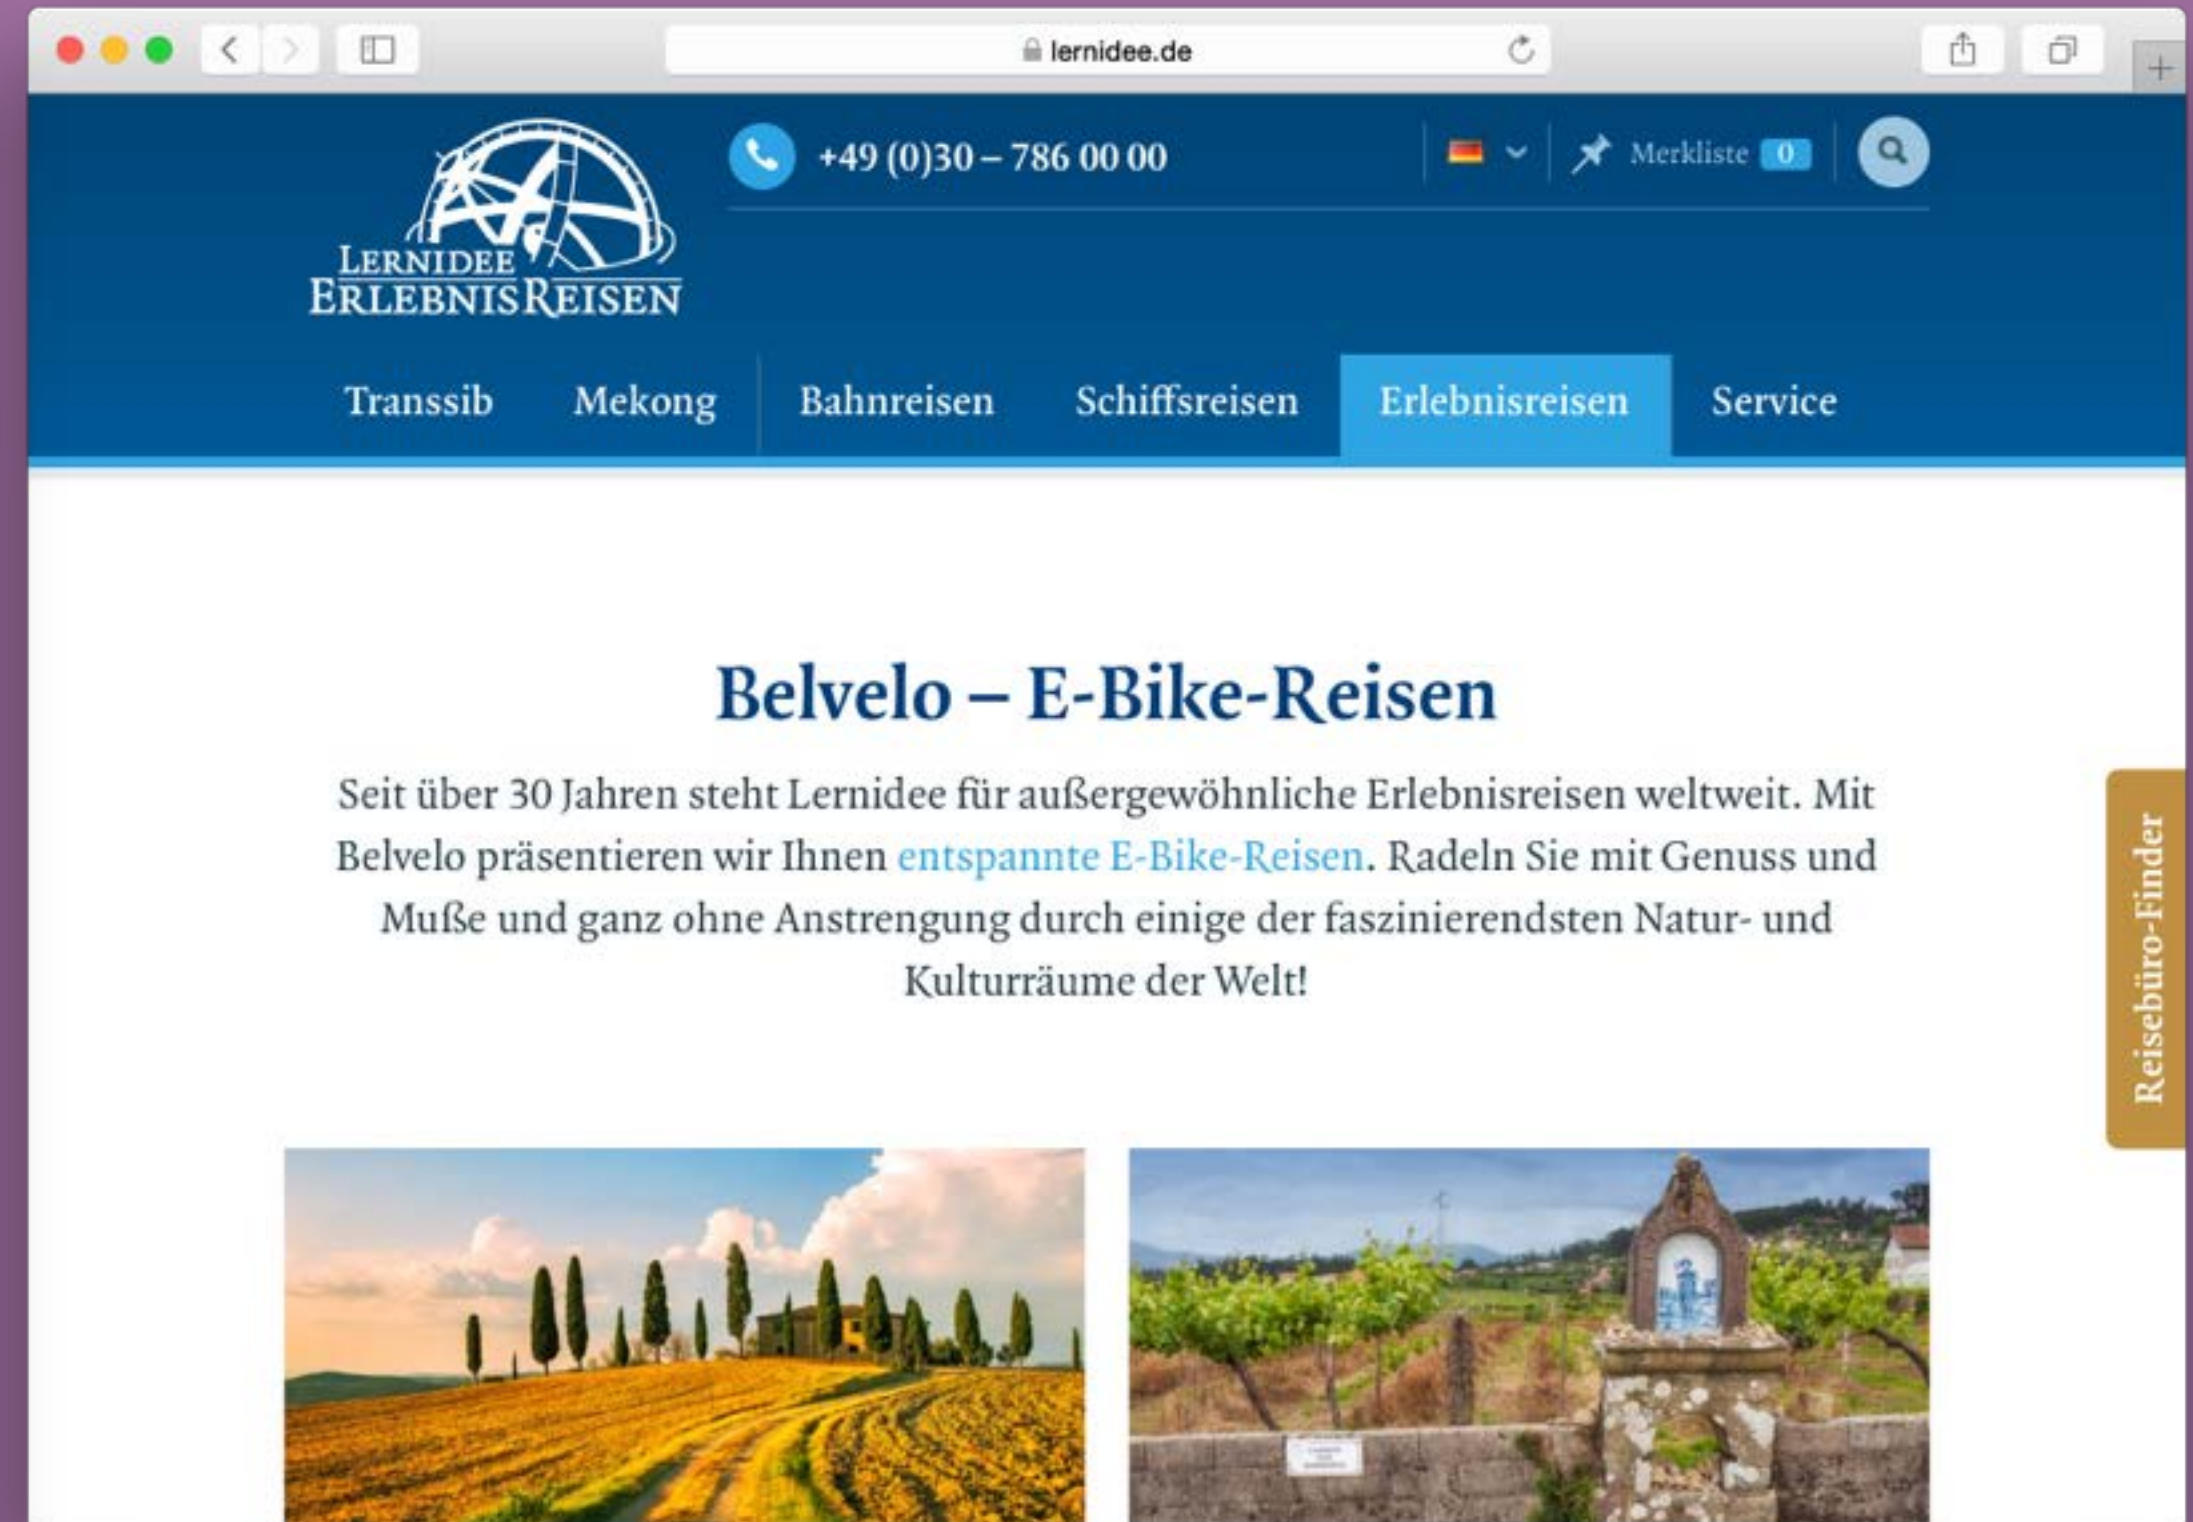 lernidee.de
+49 (0)30 – 786 00 00
Merkliste 0
LERNIDEE
ERLEBNISREISEN
Transsib Mekong Bahnreisen Schiffsreisen Erlebnisreisen Service
Belvelo – E-Bike-Reisen
Seit über 30 Jahren steht Lernidee für außergewöhnliche Erlebnisreisen weltweit. Mit
Belvelo präsentieren wir Ihnen entspannte E-Bike-Reisen. Radeln Sie mit Genuss und
Muße und ganz ohne Anstrengung durch einige der faszinierendsten Natur- und
Kulturräume der Welt!
Reisebüro-Finder